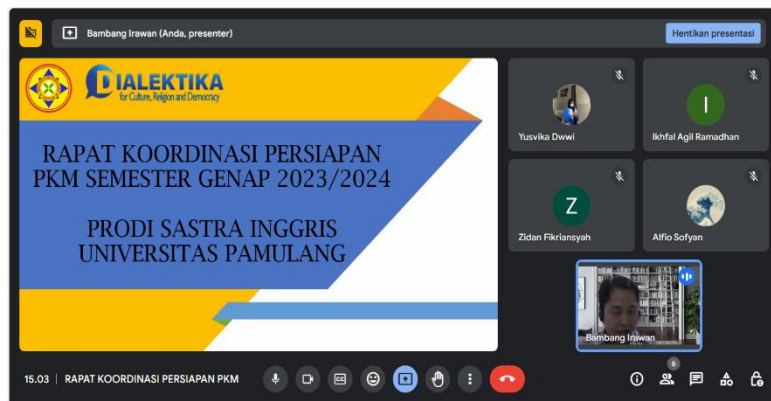 Bambang Irawan (Anda, presenter)
Hentikan presentasi
DIALEKTIKA
for Culture, Religion and Democracy
RAPAT KOORDINASI PERSIAPAN
PKM SEMESTER GENAP 2023/2024
PRODI SASTRA INGGRIS
UNIVERSITAS PAMULANG
Yusvika Dwwi
I
Ikhfal Agil Ramadhan
Z
Zidan Fikriansyah
Alfio Sofyan
Bambang Irawan
15.03 | RAPAT KOORDINASI PERSIAPAN PKM
CC
6